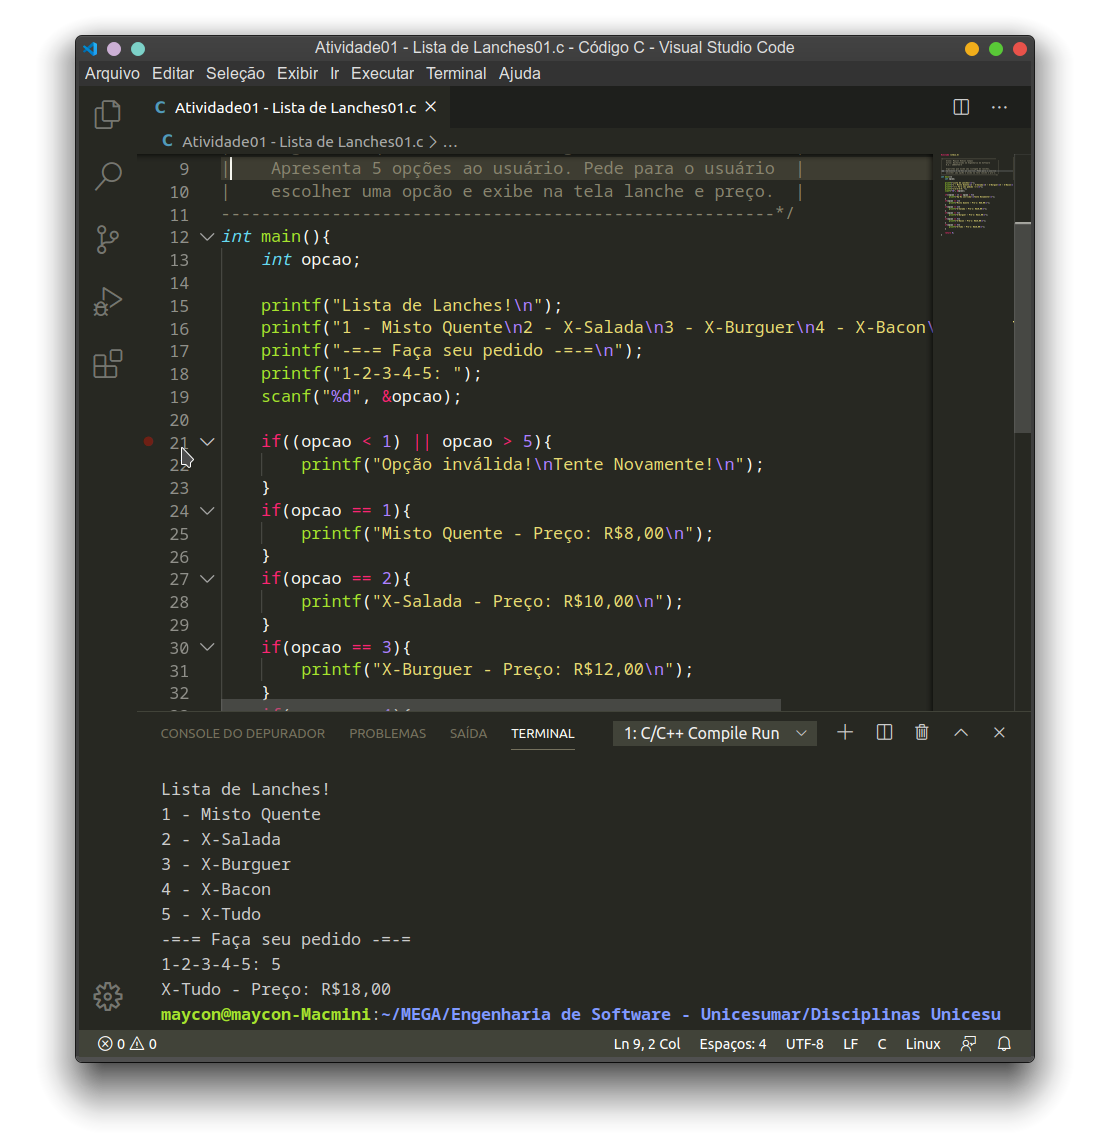 Atividade01 - Lista de Lanches01.c - Código C - Visual Studio Code
Arquivo Editar Seleção Exibir Ir Executar Terminal Ajuda
C Atividade01 - Lista de Lanches01.c ×
C Atividade01 - Lista de Lanches01.c > ...
9 | Apresenta 5 opções ao usuário. Pede para o usuário |
10 | escolher uma opcão e exibe na tela lanche e preço. |
11 -------------------------------------------------------*/
12 int main(){
13 int opcao;
14
15 printf("Lista de Lanches!\n");
16 printf("1 - Misto Quente\n2 - X-Salada\n3 - X-Burguer\n4 - X-Bacon\
17 printf("-=-= Faça seu pedido -=-=\n");
18 printf("1-2-3-4-5: ");
19 scanf("%d", &opcao);
20
21 if((opcao < 1) || opcao > 5){
22 printf("Opção inválida!\nTente Novamente!\n");
23 }
24 if(opcao == 1){
25 printf("Misto Quente - Preço: R$8,00\n");
26 }
27 if(opcao == 2){
28 printf("X-Salada - Preço: R$10,00\n");
29 }
30 if(opcao == 3){
31 printf("X-Burguer - Preço: R$12,00\n");
32 }
CONSOLE DO DEPURADOR PROBLEMAS SAÍDA TERMINAL 1: C/C++ Compile Run
Lista de Lanches!
1 - Misto Quente
2 - X-Salada
3 - X-Burguer
4 - X-Bacon
5 - X-Tudo
-=-= Faça seu pedido -=-=
1-2-3-4-5: 5
X-Tudo - Preço: R$18,00
maycon@maycon-Macmini:~/MEGA/Engenharia de Software - Unicesumar/Disciplinas Unicesu
0 0 Ln 9, 2 Col Espaços: 4 UTF-8 LF C Linux